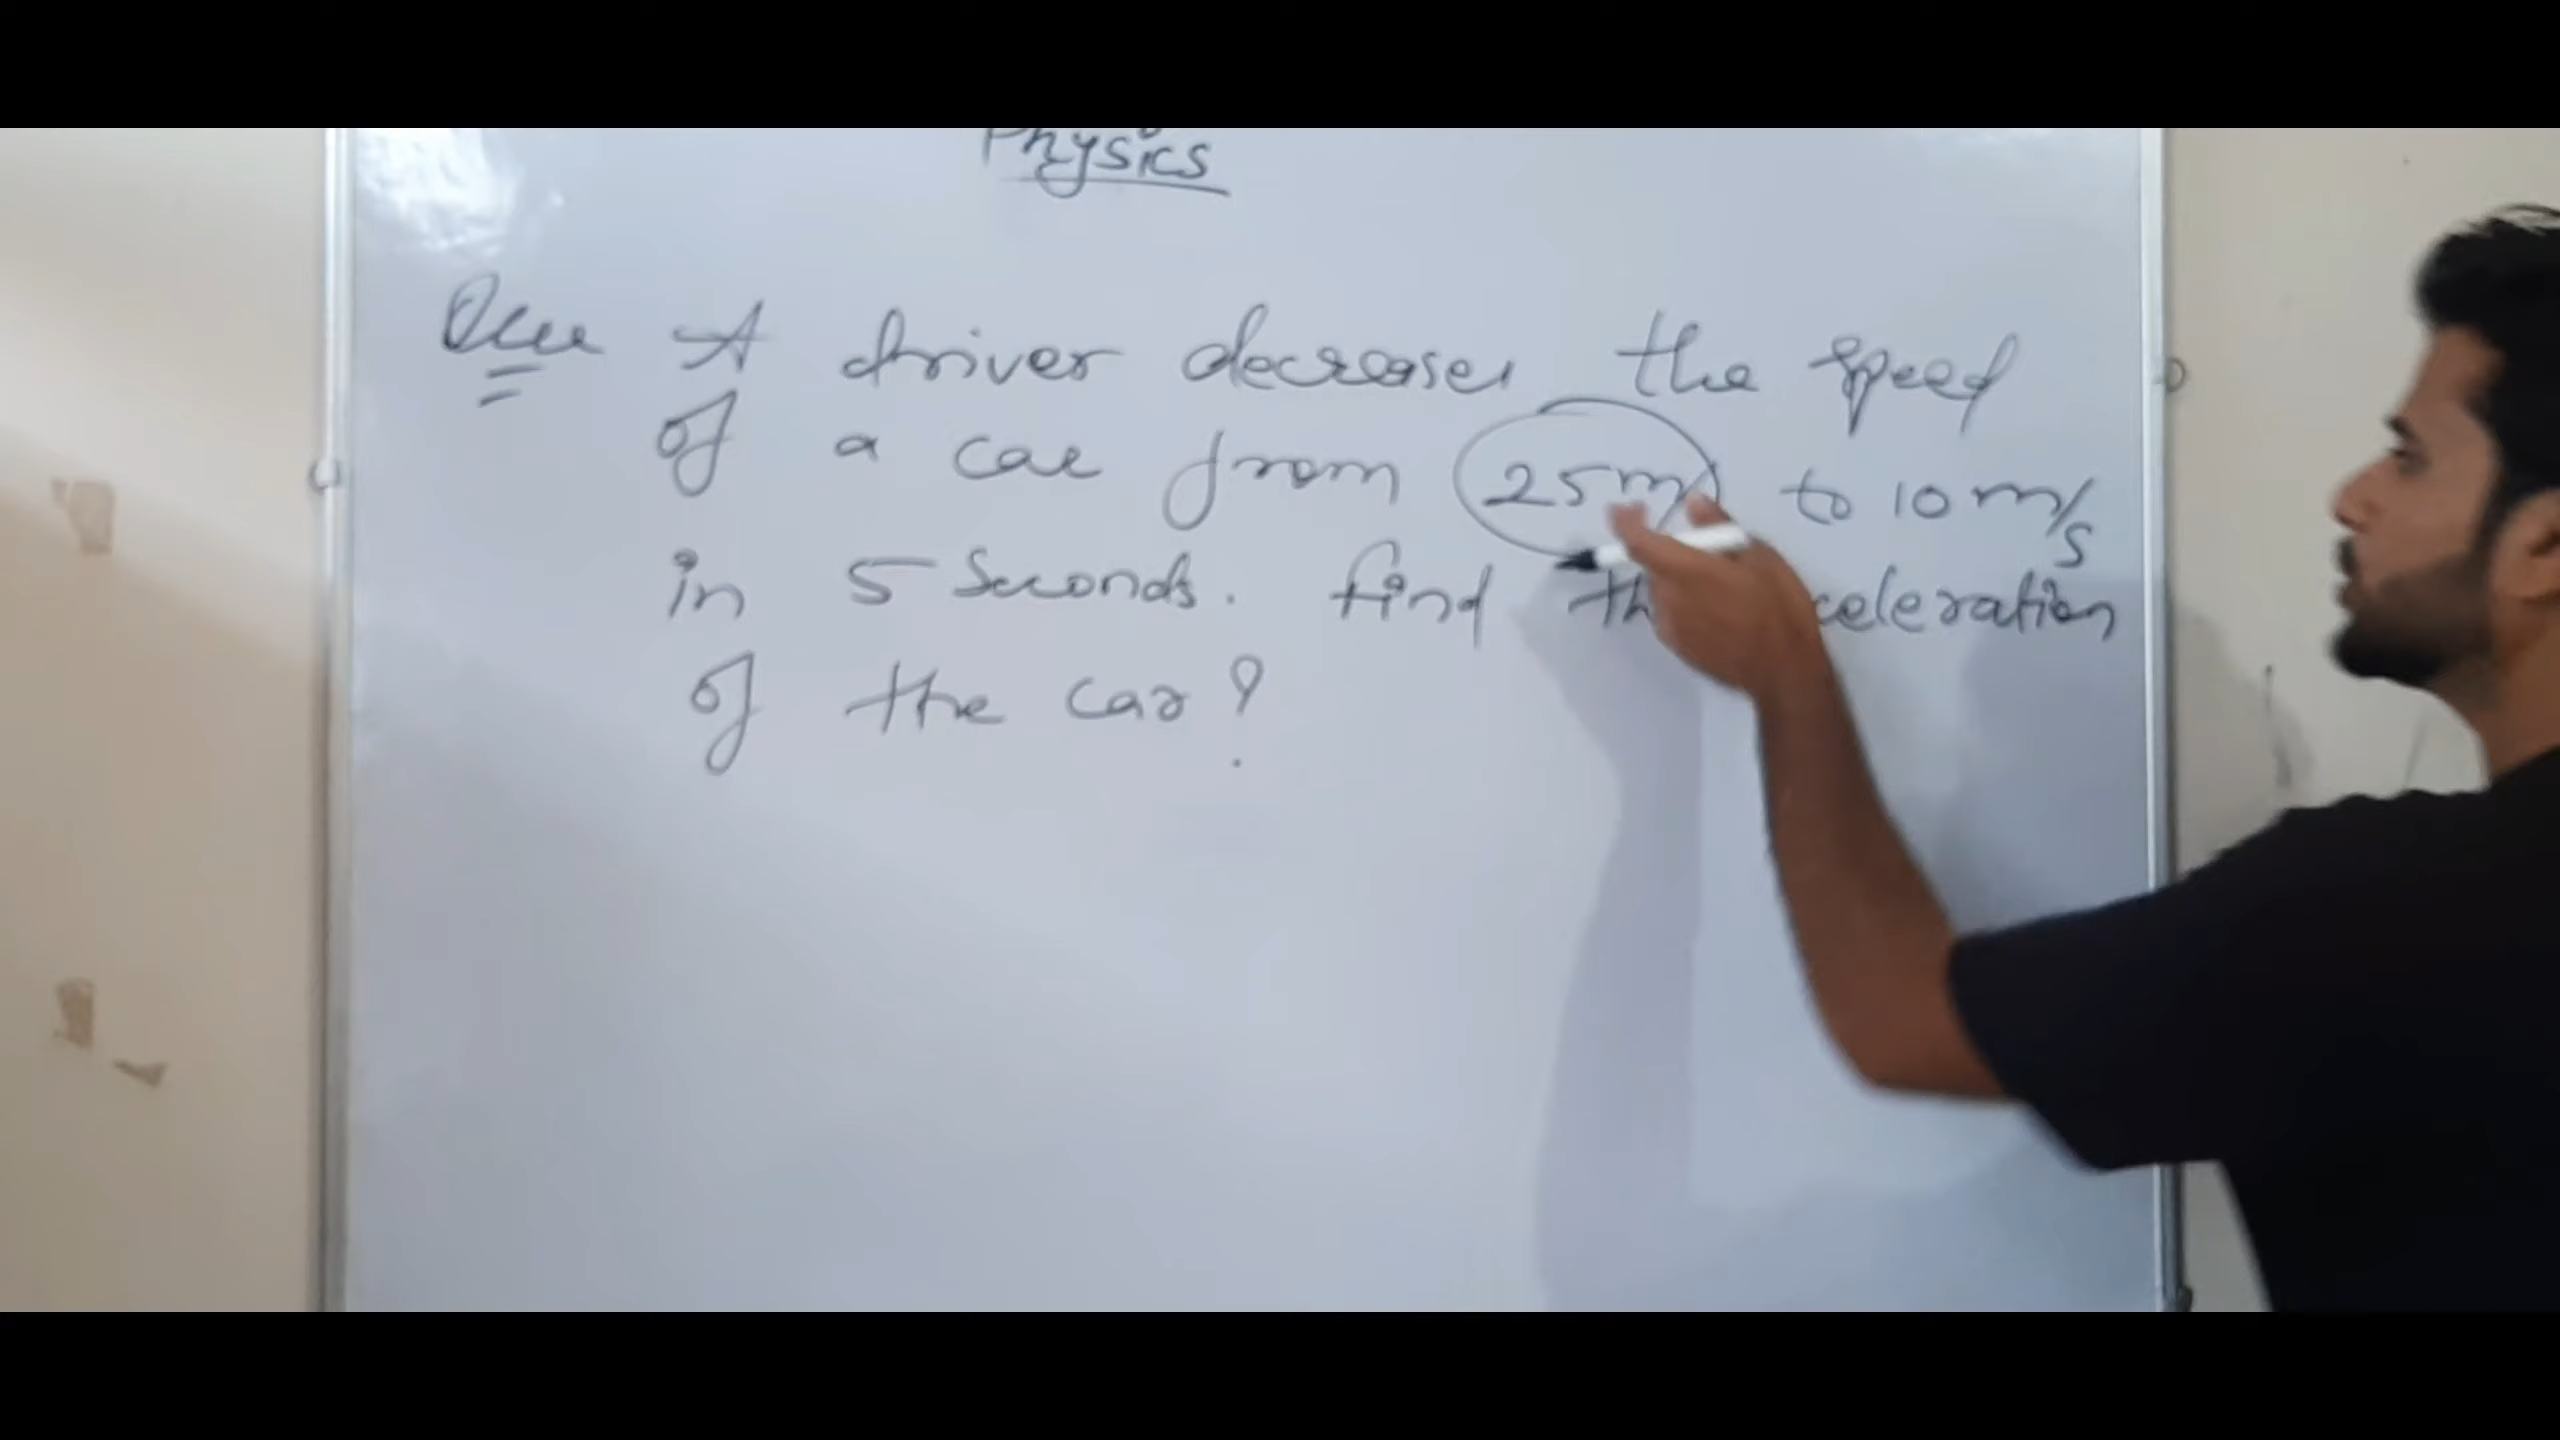 Physics
Que A driver decreases the speed
of a car from 25m/ to 10 m/s
in 5 Seconds. find celeration
of the car?